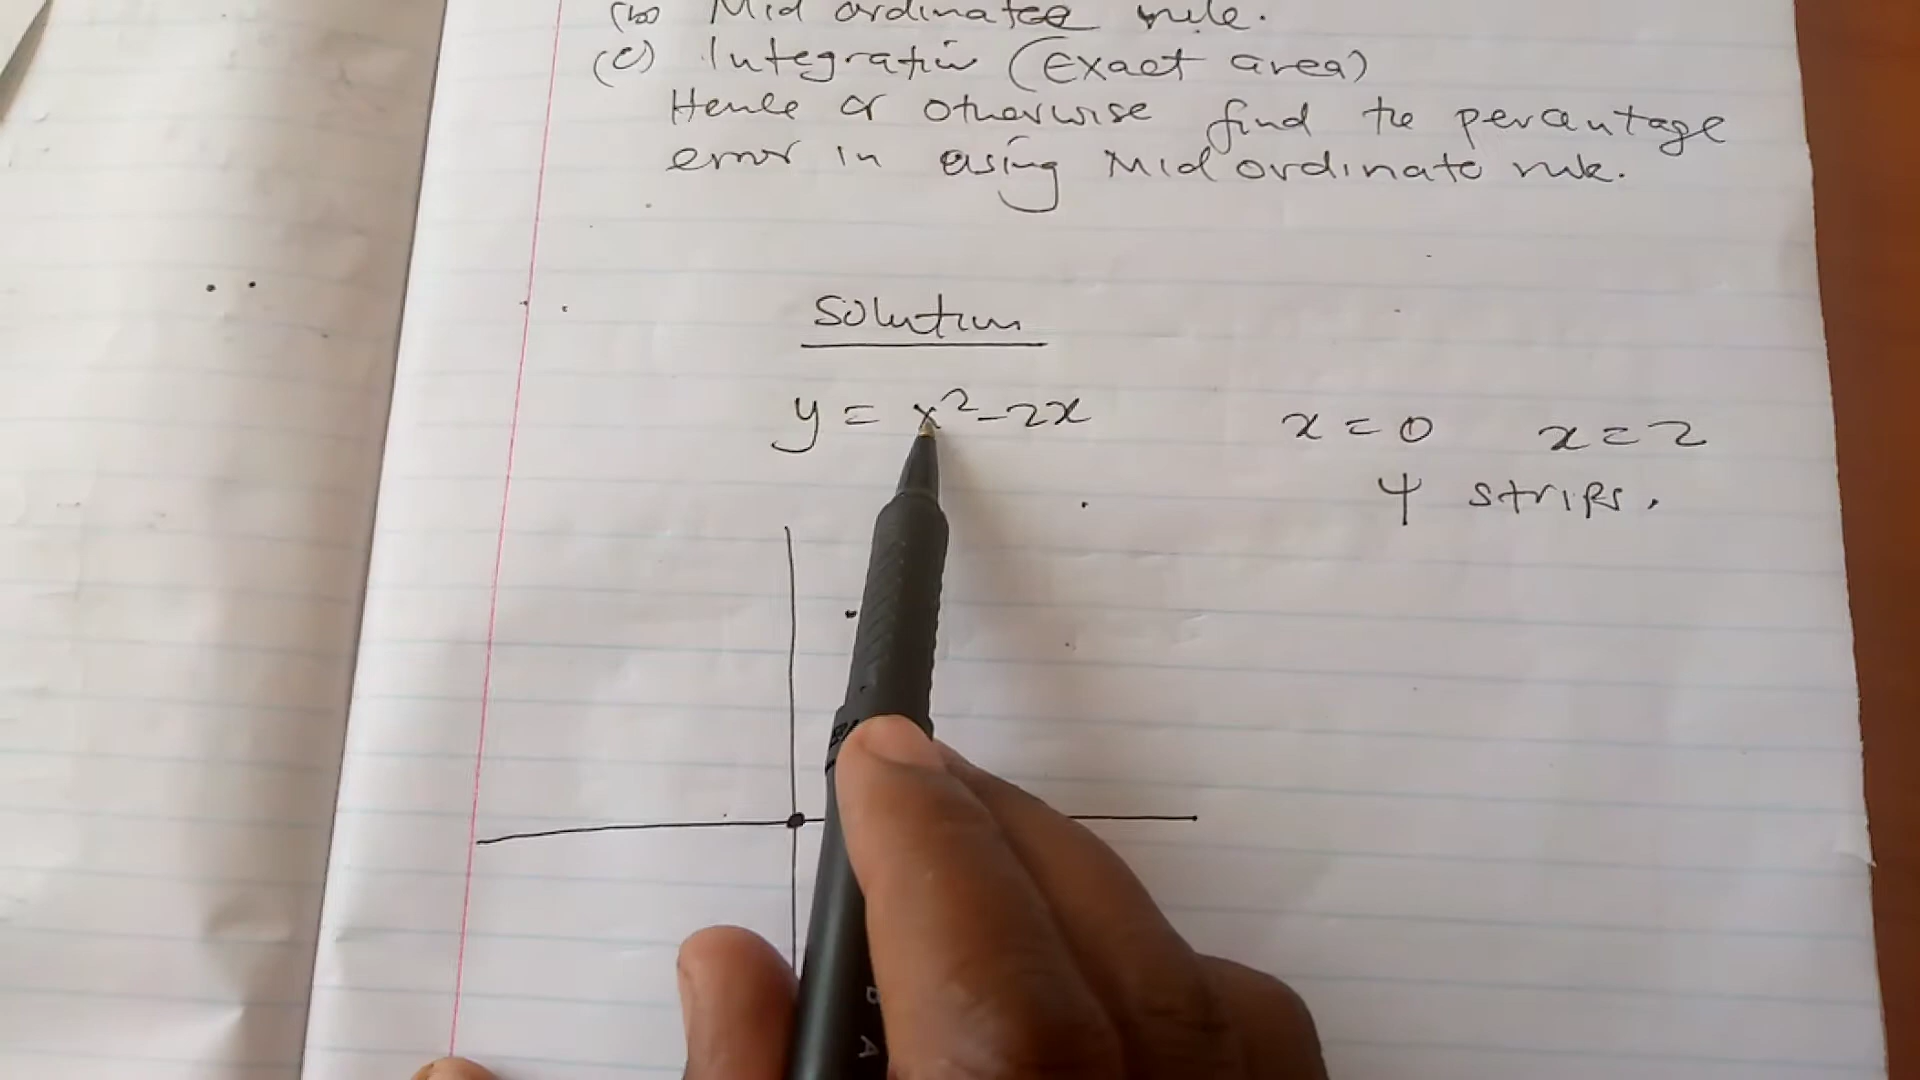 (b) Mid ordinatee rule.
(c) Integration (Exact area)
Hence or otherwise find the percentage
error in using Mid ordinate rule.
Solution
y = x² - 2x x = 0 x = 2
4 strips.